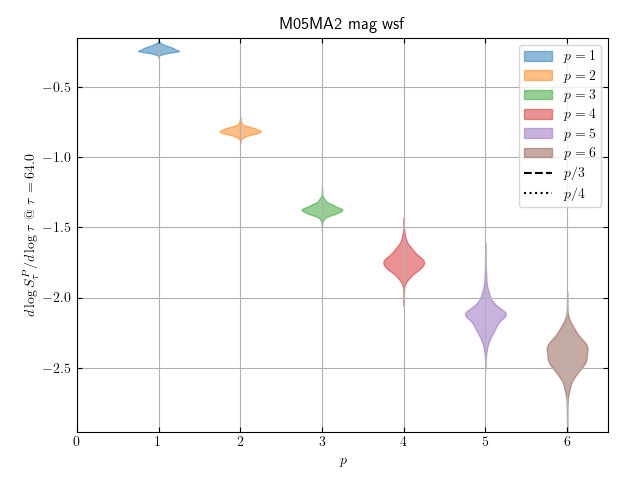 M05MA2 mag wsf
d log S_τ^P / d log τ @ τ = 64.0
−0.5
−1.0
−1.5
−2.0
−2.5
0 1 2 3 4 5 6
p
p = 1
p = 2
p = 3
p = 4
p = 5
p = 6
p/3
p/4